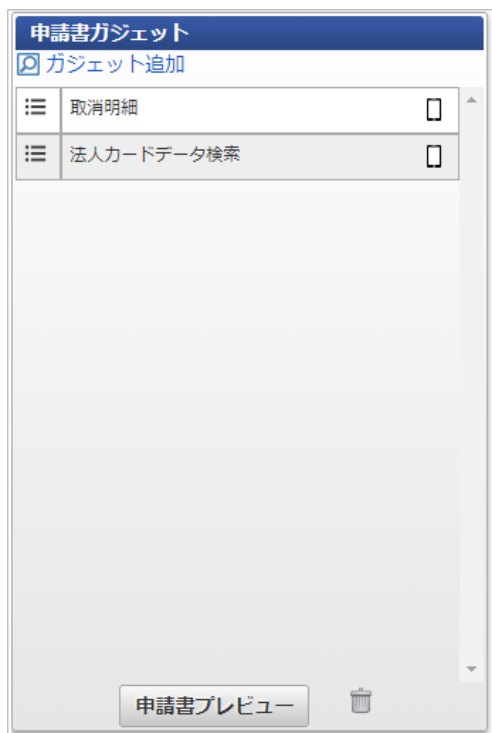 申請書ガジェット
ガジェット追加
取消明細
法人カードデータ検索
申請書プレビュー